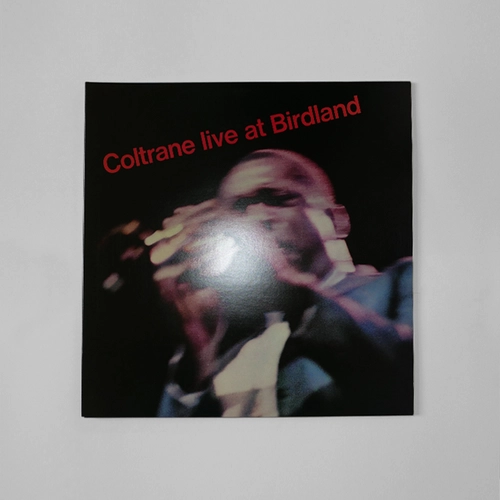 Coltrane live at Birdland